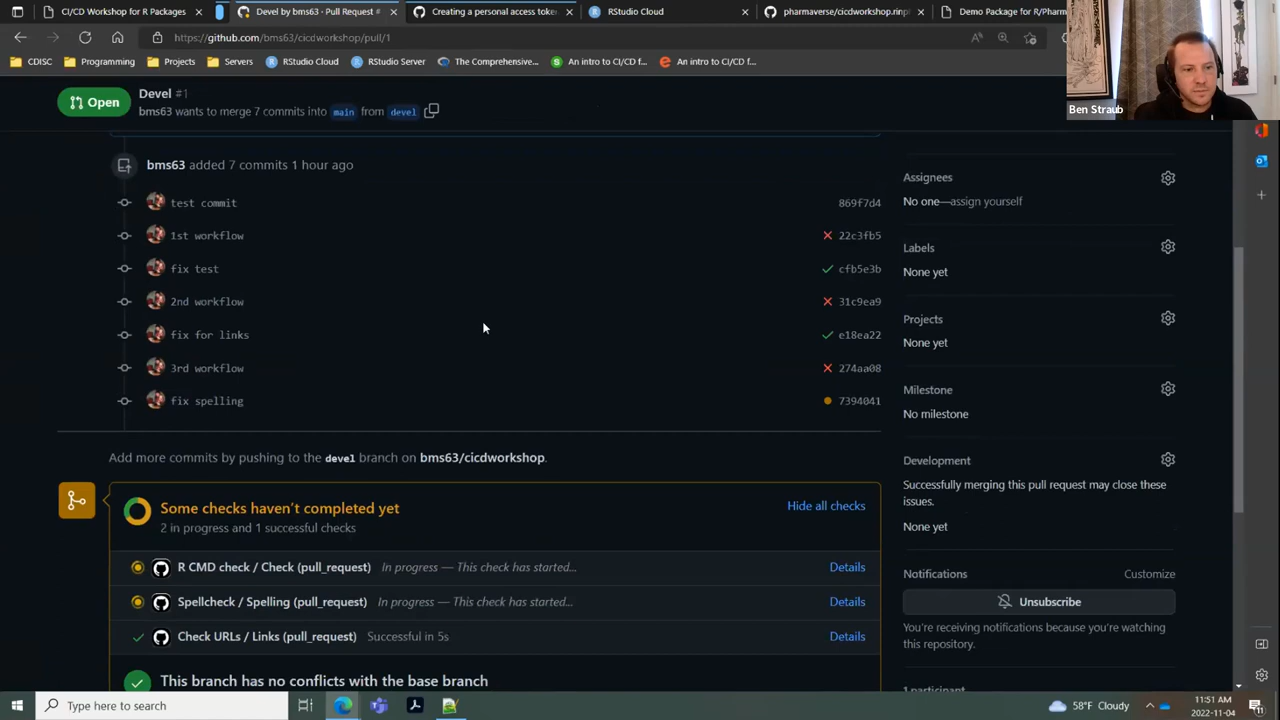 CI/CD Workshop for R Packages
Devel by bms63 · Pull Request #
Creating a personal access toke
RStudio Cloud
pharmaverse/cicdworkshop.rinp
Demo Package for R/Pharm
https://github.com/bms63/cicdworkshop/pull/1
CDISC
Programming
Projects
Servers
RStudio Cloud
RStudio Server
The Comprehensive...
An intro to CI/CD f...
An intro to CI/CD f...
Ben Straub
Open
Devel #1
bms63 wants to merge 7 commits into main from devel
bms63 added 7 commits 1 hour ago
test commit 869f7d4
1st workflow 22c3fb5
fix test cfb5e3b
2nd workflow 31c9ea9
fix for links e18ea22
3rd workflow 274aa08
fix spelling 7394041
Add more commits by pushing to the devel branch on bms63/cicdworkshop.
Some checks haven't completed yet
Hide all checks
2 in progress and 1 successful checks
R CMD check / Check (pull_request) In progress — This check has started... Details
Spellcheck / Spelling (pull_request) In progress — This check has started... Details
Check URLs / Links (pull_request) Successful in 5s Details
This branch has no conflicts with the base branch
Assignees
No one—assign yourself
Labels
None yet
Projects
None yet
Milestone
No milestone
Development
Successfully merging this pull request may close these
issues.
None yet
Notifications
Customize
Unsubscribe
You're receiving notifications because you're watching
this repository.
1 participant
Type here to search
58°F Cloudy
11:51 AM
2022-11-04